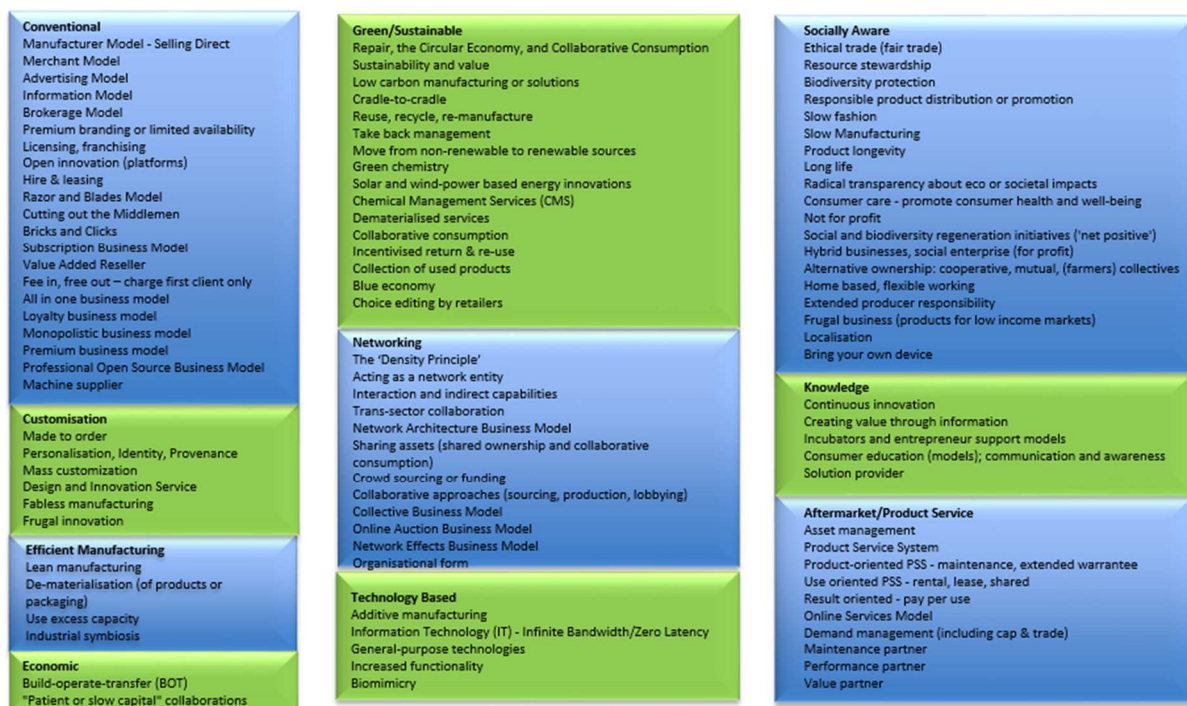 Conventional
Manufacturer Model - Selling Direct
Merchant Model
Advertising Model
Information Model
Brokerage Model
Premium branding or limited availability
Licensing, franchising
Open innovation (platforms)
Hire & leasing
Razor and Blades Model
Cutting out the Middlemen
Bricks and Clicks
Subscription Business Model
Value Added Reseller
Fee in, free out – charge first client only
All in one business model
Loyalty business model
Monopolistic business model
Premium business model
Professional Open Source Business Model
Machine supplier
Customisation
Made to order
Personalisation, Identity, Provenance
Mass customization
Design and Innovation Service
Fabless manufacturing
Frugal innovation
Efficient Manufacturing
Lean manufacturing
De-materialisation (of products or
packaging)
Use excess capacity
Industrial symbiosis
Economic
Build-operate-transfer (BOT)
"Patient or slow capital" collaborations
Green/Sustainable
Repair, the Circular Economy, and Collaborative Consumption
Sustainability and value
Low carbon manufacturing or solutions
Cradle-to-cradle
Reuse, recycle, re-manufacture
Take back management
Move from non-renewable to renewable sources
Green chemistry
Solar and wind-power based energy innovations
Chemical Management Services (CMS)
Dematerialised services
Collaborative consumption
Incentivised return & re-use
Collection of used products
Blue economy
Choice editing by retailers
Networking
The 'Density Principle'
Acting as a network entity
Interaction and indirect capabilities
Trans-sector collaboration
Network Architecture Business Model
Sharing assets (shared ownership and collaborative
consumption)
Crowd sourcing or funding
Collaborative approaches (sourcing, production, lobbying)
Collective Business Model
Online Auction Business Model
Network Effects Business Model
Organisational form
Technology Based
Additive manufacturing
Information Technology (IT) - Infinite Bandwidth/Zero Latency
General-purpose technologies
Increased functionality
Biomimicry
Socially Aware
Ethical trade (fair trade)
Resource stewardship
Biodiversity protection
Responsible product distribution or promotion
Slow fashion
Slow Manufacturing
Product longevity
Long life
Radical transparency about eco or societal impacts
Consumer care - promote consumer health and well-being
Not for profit
Social and biodiversity regeneration initiatives ('net positive')
Hybrid businesses, social enterprise (for profit)
Alternative ownership: cooperative, mutual, (farmers) collectives
Home based, flexible working
Extended producer responsibility
Frugal business (products for low income markets)
Localisation
Bring your own device
Knowledge
Continuous innovation
Creating value through information
Incubators and entrepreneur support models
Consumer education (models); communication and awareness
Solution provider
Aftermarket/Product Service
Asset management
Product Service System
Product-oriented PSS - maintenance, extended warrantee
Use oriented PSS - rental, lease, shared
Result oriented - pay per use
Online Services Model
Demand management (including cap & trade)
Maintenance partner
Performance partner
Value partner